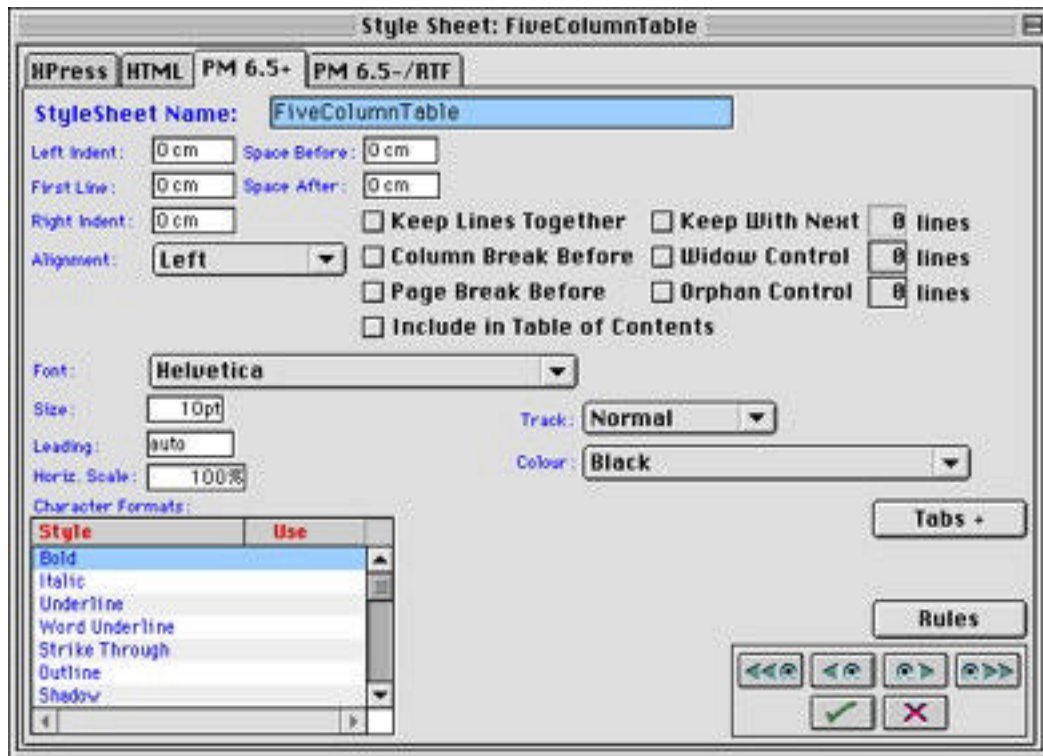 Style Sheet: FiveColumnTable
XPress HTML PM 6.5+ PM 6.5-/RTF
StyleSheet Name: FiveColumnTable
Left Indent: 0 cm Space Before: 0 cm
First Line: 0 cm Space After: 0 cm
Right Indent: 0 cm Keep Lines Together Keep With Next 0 lines
Alignment: Left Column Break Before Widow Control 0 lines
Page Break Before Orphan Control 0 lines
Include in Table of Contents
Font: Helvetica
Size: 10pt Track: Normal
Leading: auto
Colour: Black
Horiz. Scale: 100%
Character Formats:
Tabs +
Style Use
Bold
Italic
Underline
Rules
Word Underline
Strike Through
Outline
Shadow